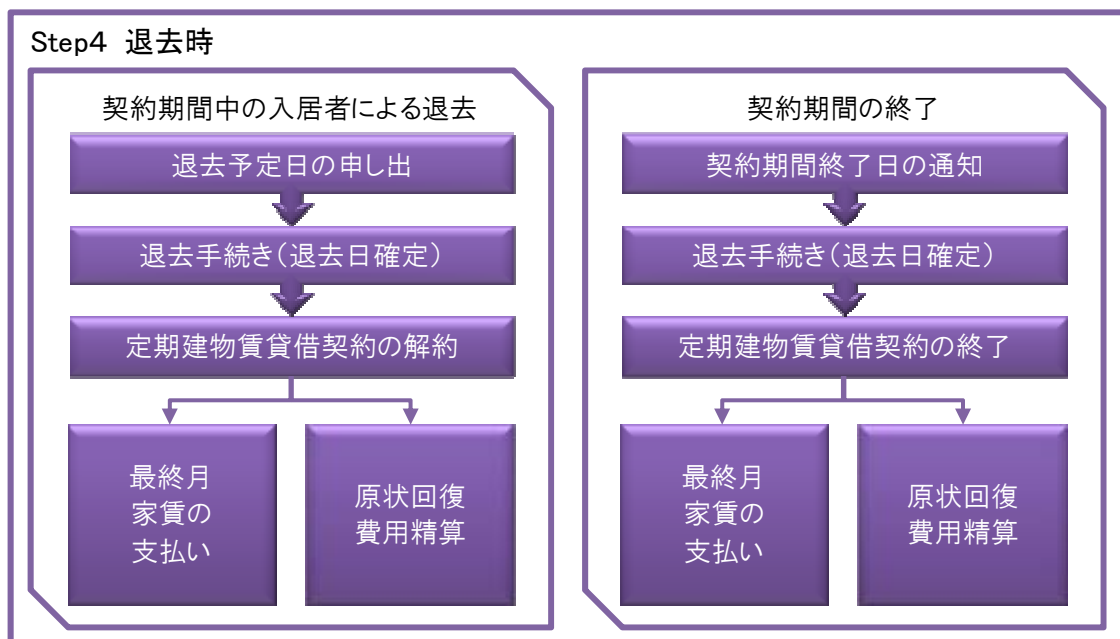 Step4 退去時
契約期間中の入居者による退去
退去予定日の申し出
退去手続き(退去日確定)
定期建物賃貸借契約の解約
最終月
家賃の
支払い
原状回復
費用精算
契約期間の終了
契約期間終了日の通知
退去手続き(退去日確定)
定期建物賃貸借契約の終了
最終月
家賃の
支払い
原状回復
費用精算